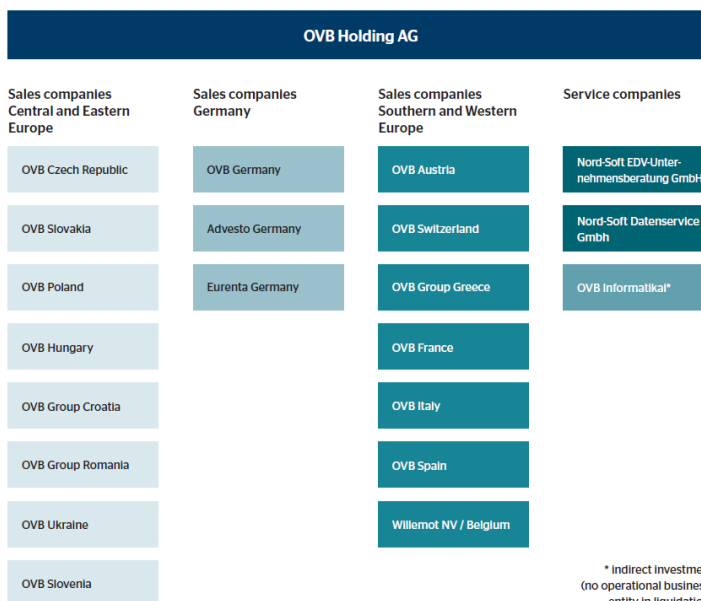 OVB Holding AG
Sales companies
Central and Eastern
Europe
OVB Czech Republic
OVB Slovakia
OVB Poland
OVB Hungary
OVB Group Croatia
OVB Group Romania
OVB Ukraine
OVB Slovenia
Sales companies
Germany
OVB Germany
Advesto Germany
Eurenta Germany
Sales companies
Southern and Western
Europe
OVB Austria
OVB Switzerland
OVB Group Greece
OVB France
OVB Italy
OVB Spain
Willemot NV / Belgium
Service companies
Nord-Soft EDV-Unter-
nehmensberatung GmbH
Nord-Soft Datenservice
Gmbh
OVB Informatikai*
* indirect
(no operational
entity in